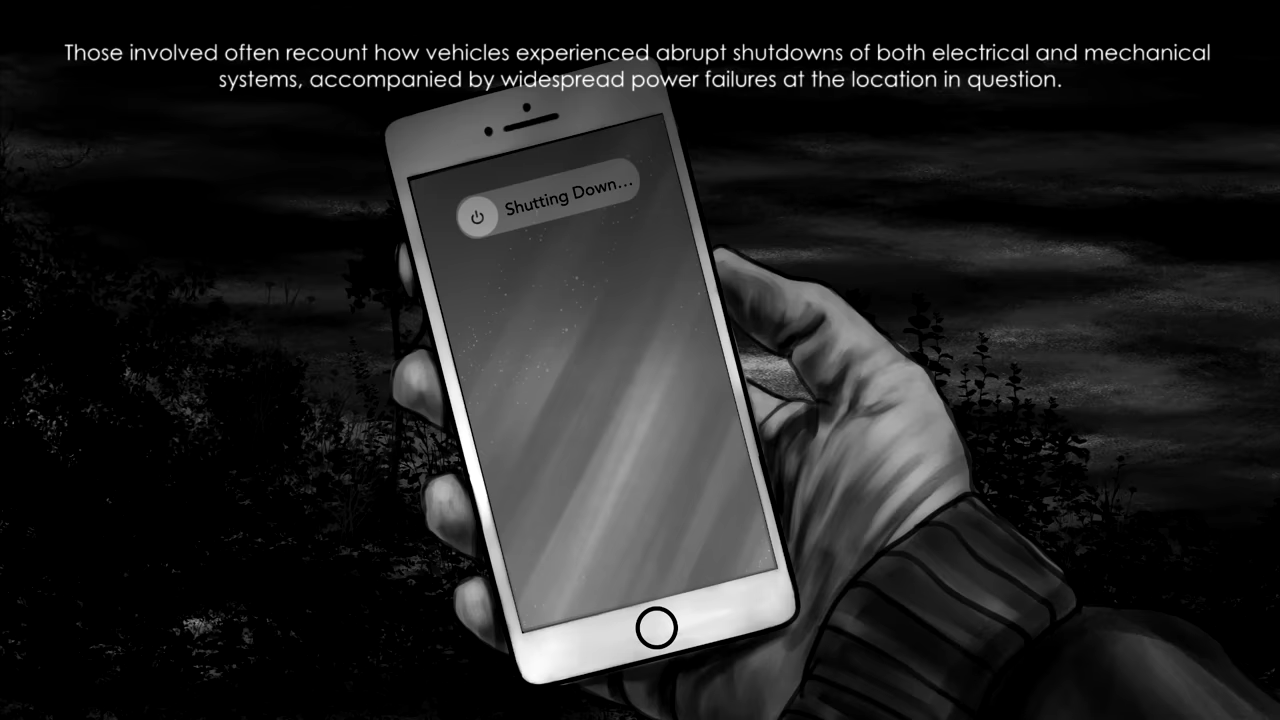 Those involved often recount how vehicles experienced abrupt shutdowns of both electrical and mechanical
systems, accompanied by widespread power failures at the location in question.
Shutting Down...